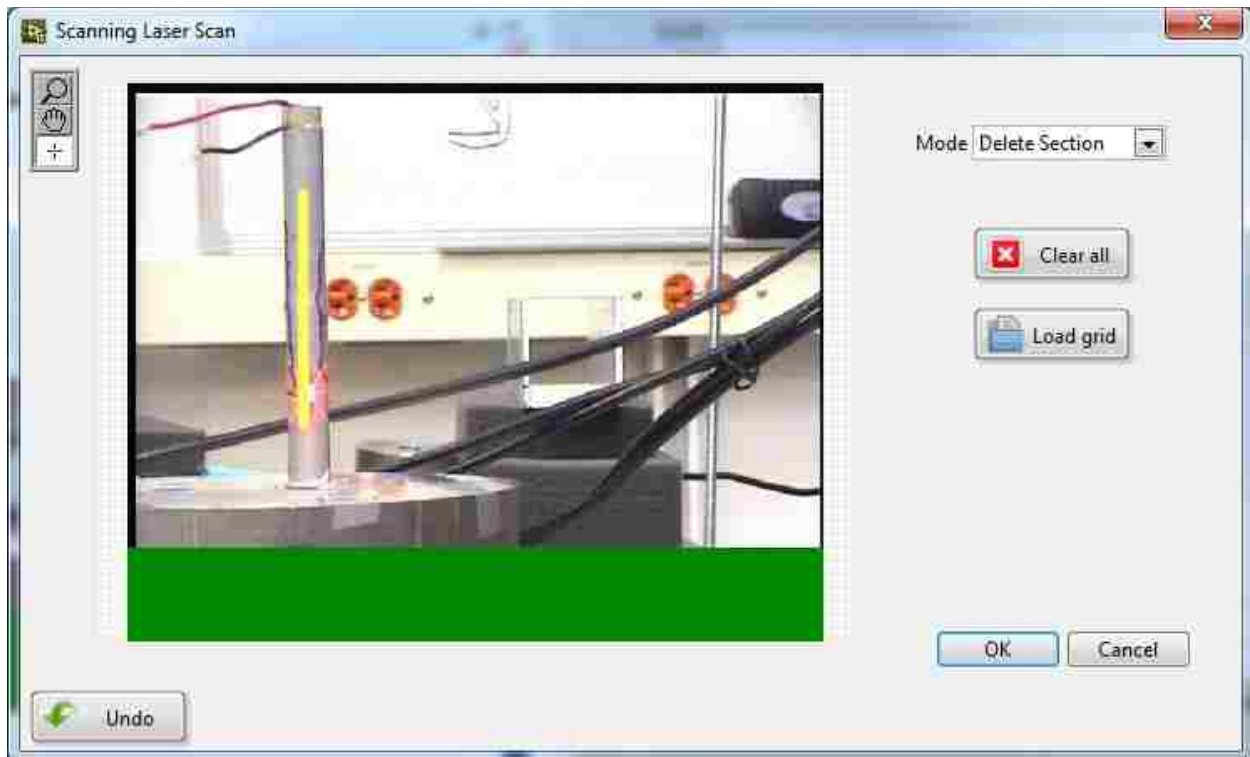 Scanning Laser Scan
Mode Delete Section
Clear all
Load grid
OK Cancel
Undo